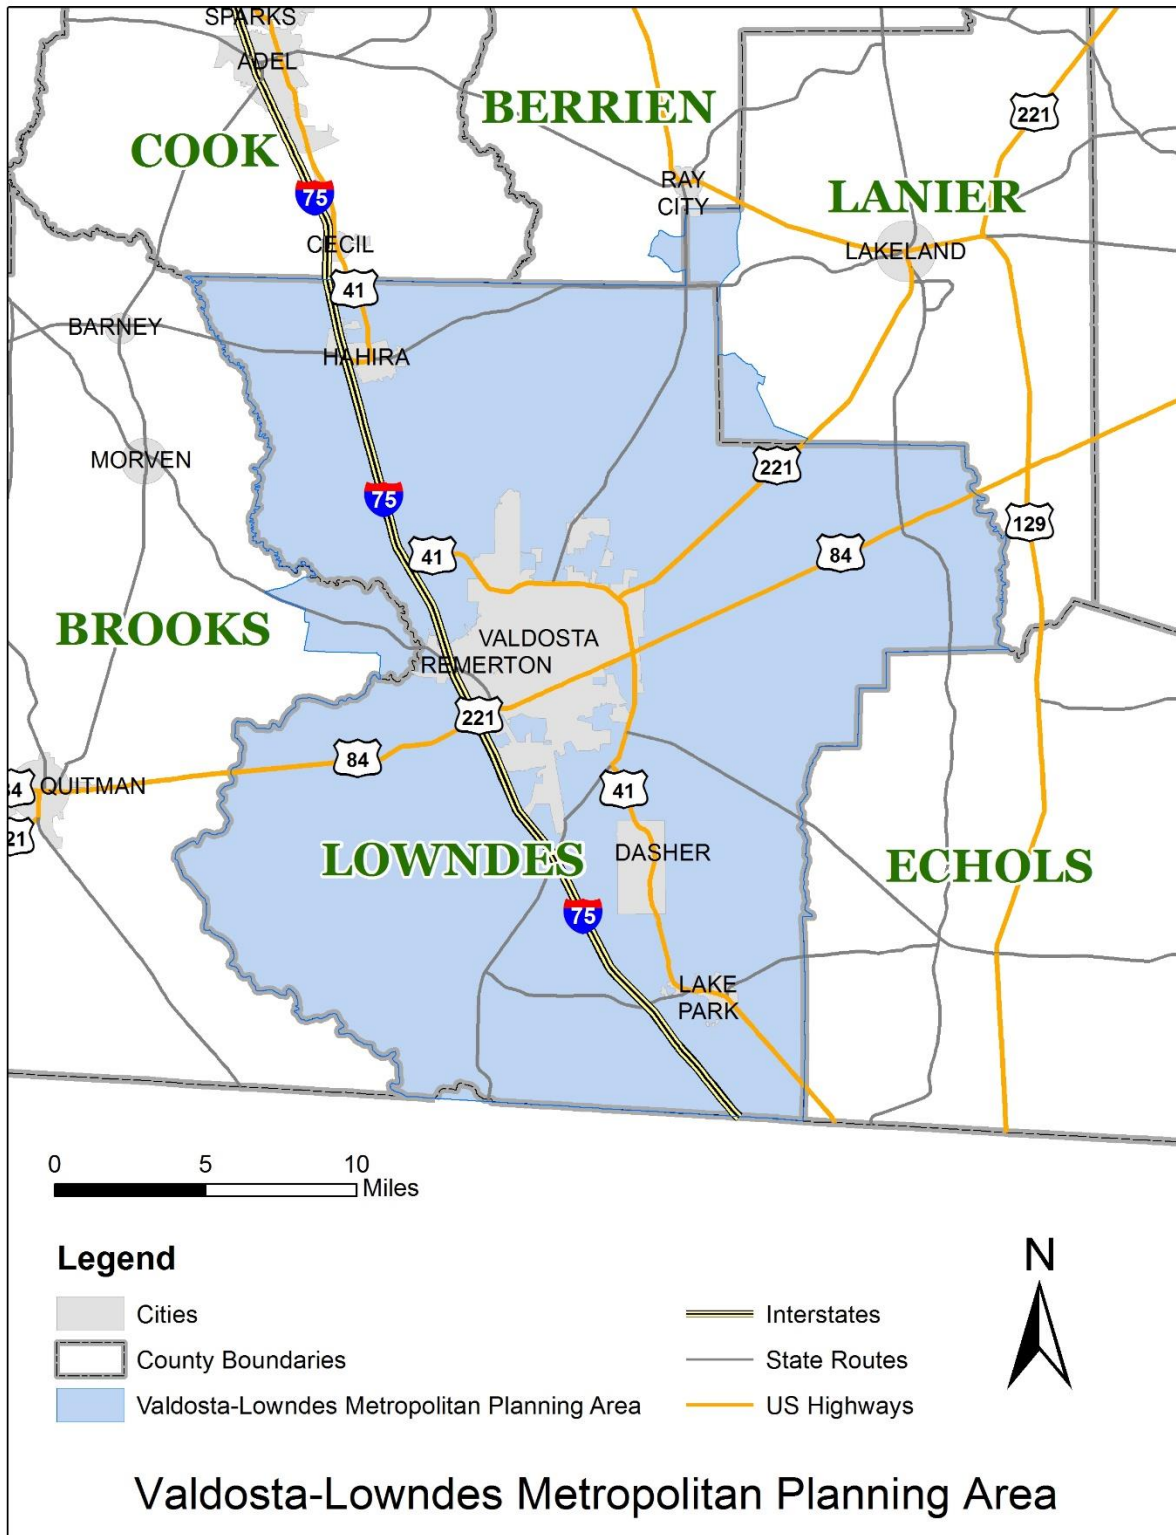 SPARKS
ADEL
BERRIEN
221
COOK
75
RAY
CITY
LANIER
CECIL
LAKELAND
41
BARNEY
HAHIRA
MORVEN
221
75
129
41
84
BROOKS
VALDOSTA
REMERTON
221
84
84
QUITMAN
41
21
LOWNDES
DASHER
ECHOLS
75
LAKE
PARK
0 5 10
Miles
N
Legend
Cities
County Boundaries
Valdosta-Lowndes Metropolitan Planning Area
Interstates
State Routes
US Highways
Valdosta-Lowndes Metropolitan Planning Area